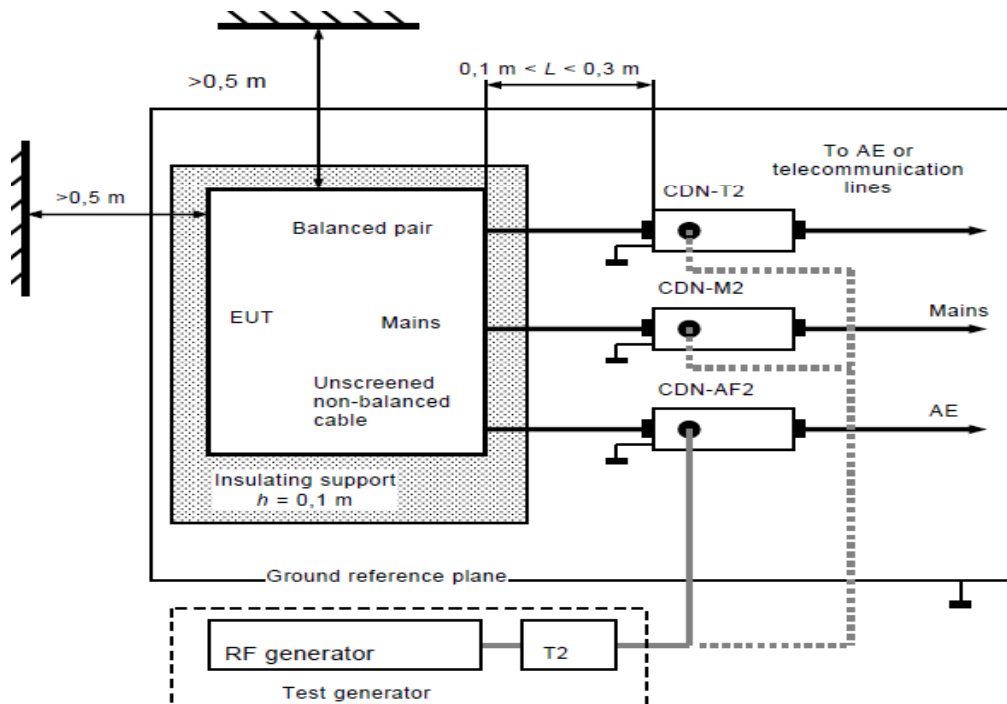 >0,5 m
0,1 m < L < 0,3 m
>0,5 m
To AE or
telecommunication
lines
CDN-T2
Balanced pair
CDN-M2
EUT
Mains
Mains
Unscreened
non-balanced
cable
CDN-AF2
AE
Insulating support
h = 0,1 m
Ground reference plane
RF generator
T2
Test generator